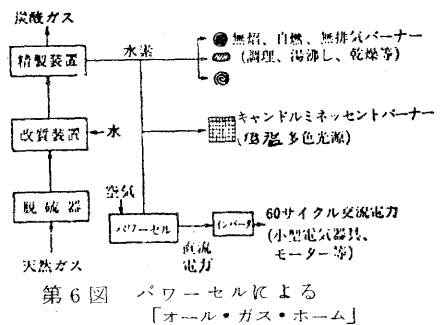 炭酸ガス
精製装置
水素
無焰、自燃、無排気バーナー
(調理、湯沸し、乾燥等)
改質装置
水
キャンドルミネッセントバーナー
多色光源)
脱硫器
空気
パワーセル
インバータ
60サイクル交流電力
(小型電気器具、
モーター等)
直流
電力
天然ガス
第6図 パワーセルによる
「オール・ガス・ホーム」